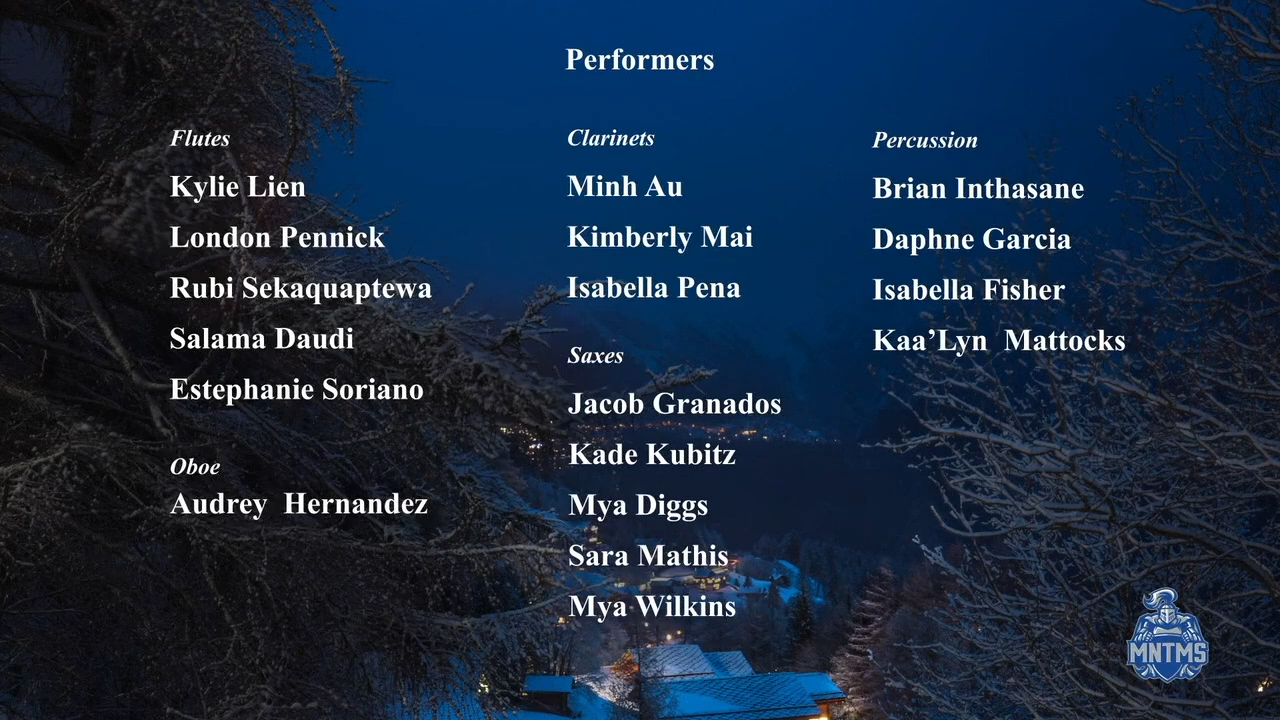 Performers
Flutes
Kylie Lien
London Pennick
Rubi Sekaquaptewa
Salama Daudi
Estephanie Soriano
Oboe
Audrey  Hernandez
Clarinets
Minh Au
Kimberly Mai
Isabella Pena
Saxes
Jacob Granados
Kade Kubitz
Mya Diggs
Sara Mathis
Mya Wilkins
Percussion
Brian Inthasane
Daphne Garcia
Isabella Fisher
Kaa’Lyn  Mattocks
MNTMS